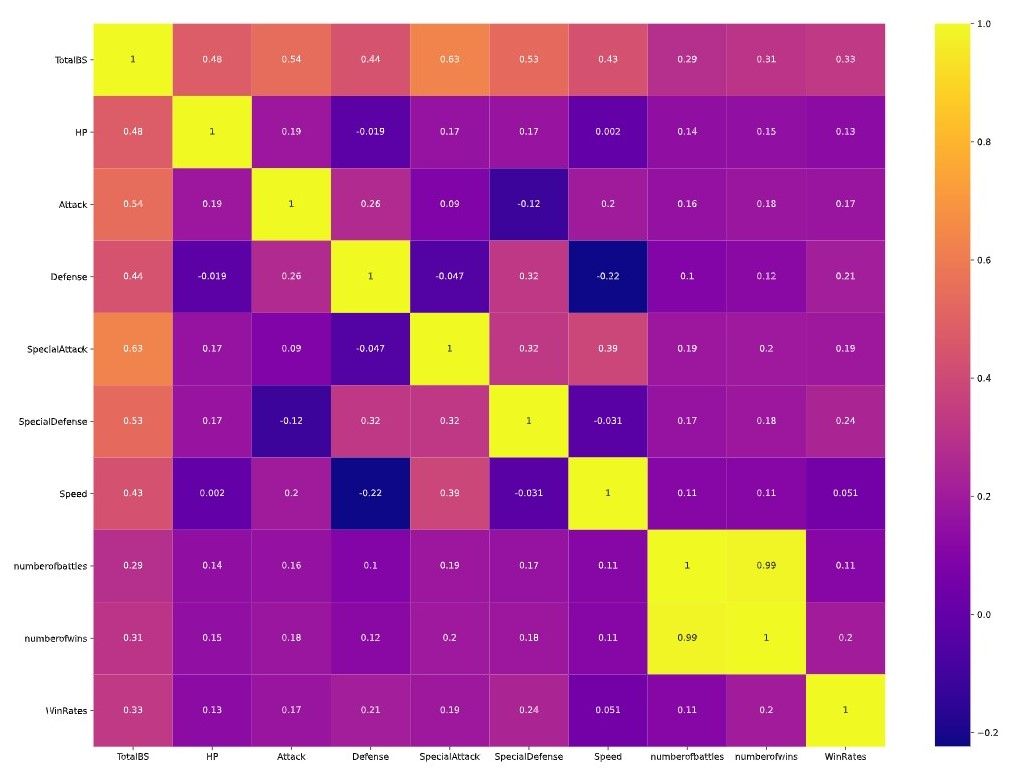 TotalBS 1 0.48 0.54 0.44 0.63 0.53 0.43 0.29 0.31 0.33
HP 0.48 1 0.19 -0.019 0.17 0.17 0.002 0.14 0.15 0.13
Attack 0.54 0.19 1 0.26 0.09 -0.12 0.2 0.16 0.18 0.17
Defense 0.44 -0.019 0.26 1 -0.047 0.32 -0.22 0.1 0.12 0.21
SpecialAttack 0.63 0.17 0.09 -0.047 1 0.32 0.39 0.19 0.2 0.19
SpecialDefense 0.53 0.17 -0.12 0.32 0.32 1 -0.031 0.17 0.18 0.24
Speed 0.43 0.002 0.2 -0.22 0.39 -0.031 1 0.11 0.11 0.051
numberofbattles 0.29 0.14 0.16 0.1 0.19 0.17 0.11 1 0.99 0.11
numberofwins 0.31 0.15 0.18 0.12 0.2 0.18 0.11 0.99 1 0.2
WinRates 0.33 0.13 0.17 0.21 0.19 0.24 0.051 0.11 0.2 1
TotalBS HP Attack Defense SpecialAttack SpecialDefense Speed numberofbattles numberofwins WinRates
1.0
0.8
0.6
0.4
0.2
0.0
−0.2